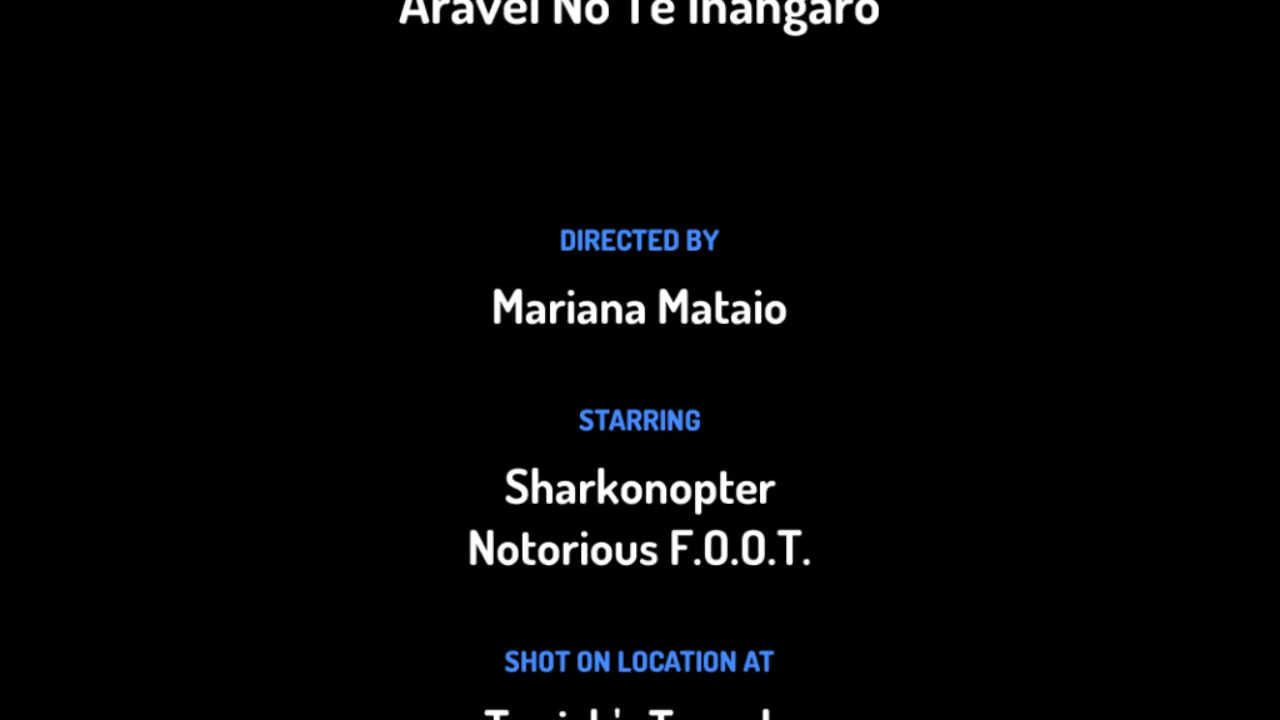 Aravei No Te Inangaro
DIRECTED BY
Mariana Mataio
STARRING
Sharkonopter
Notorious F.O.O.T.
SHOT ON LOCATION AT